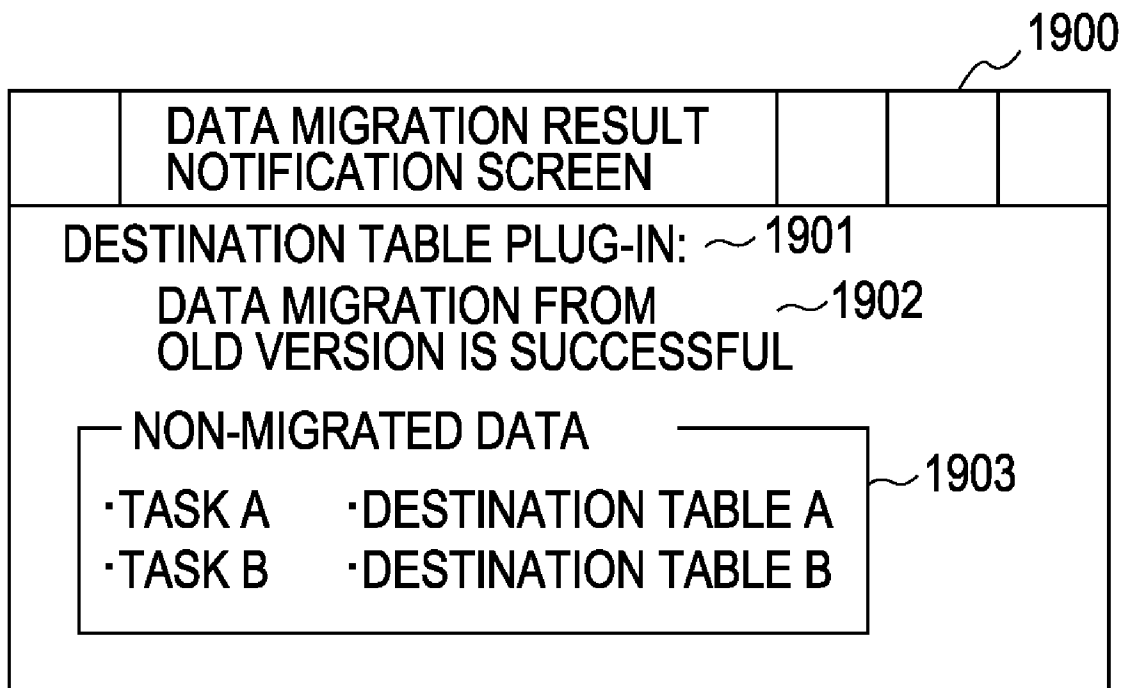 1900
DATA MIGRATION RESULT
NOTIFICATION SCREEN
DESTINATION TABLE PLUG-IN: 1901
DATA MIGRATION FROM 1902
OLD VERSION IS SUCCESSFUL
NON-MIGRATED DATA
1903
·TASK A ·DESTINATION TABLE A
·TASK B ·DESTINATION TABLE B